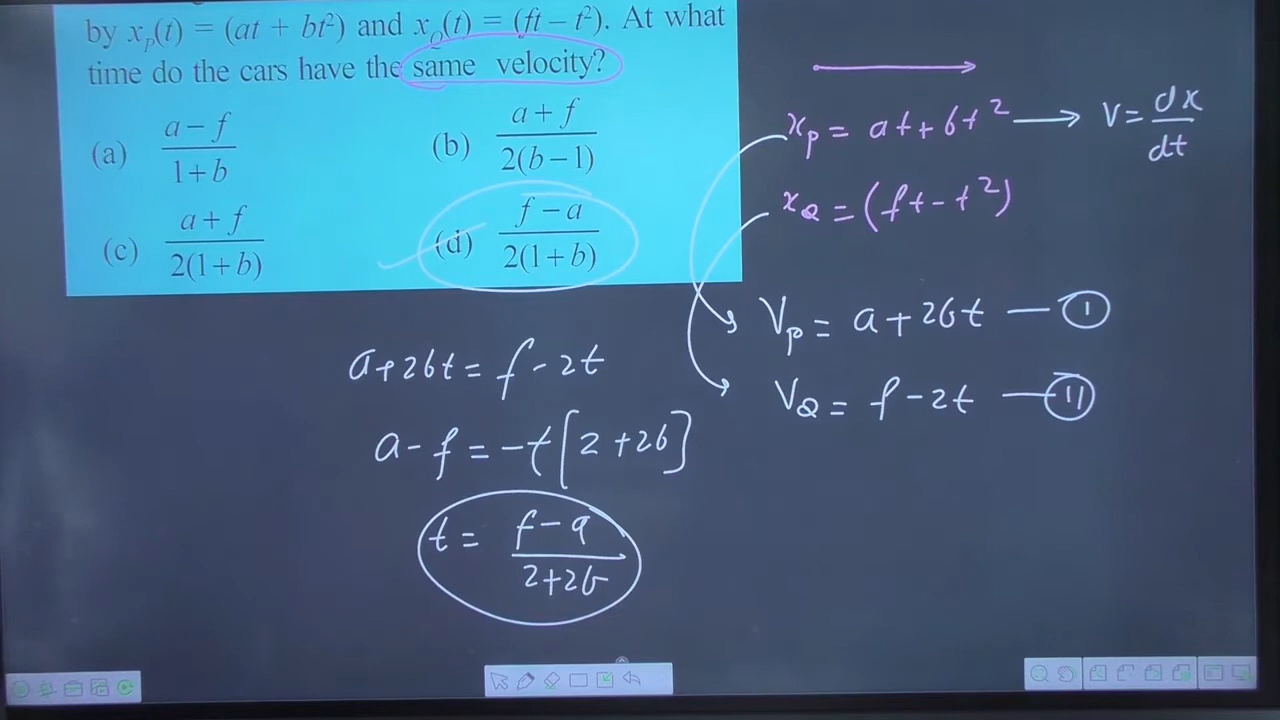 by x_P(t) = (at + bt²) and x_Q(t) = (ft – t²). At what
time do the cars have the same velocity?
(a) (a – f)/(1 + b)
(b) (a + f)/(2(b – 1))
(c) (a + f)/(2(1 + b))
(d) (f – a)/(2(1 + b))
x_p = at + bt² → V = dx/dt
x_Q = (ft – t²)
V_p = a + 2bt — (I)
V_Q = f – 2t — (II)
a + 2bt = f – 2t
a – f = –t[2 + 2b]
t = (f – a)/(2 + 2b)